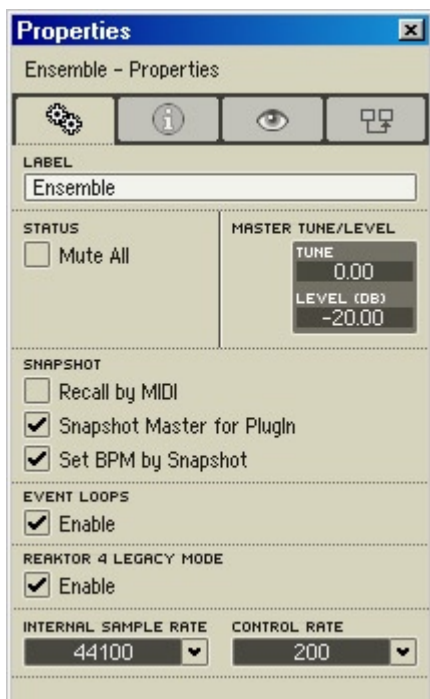 Properties
Ensemble - Properties
LABEL
Ensemble
STATUS
Mute All
MASTER TUNE/LEVEL
TUNE
0.00
LEVEL (DB)
-20.00
SNAPSHOT
Recall by MIDI
Snapshot Master for PlugIn
Set BPM by Snapshot
EVENT LOOPS
Enable
REAKTOR 4 LEGACY MODE
Enable
INTERNAL SAMPLE RATE
44100
CONTROL RATE
200